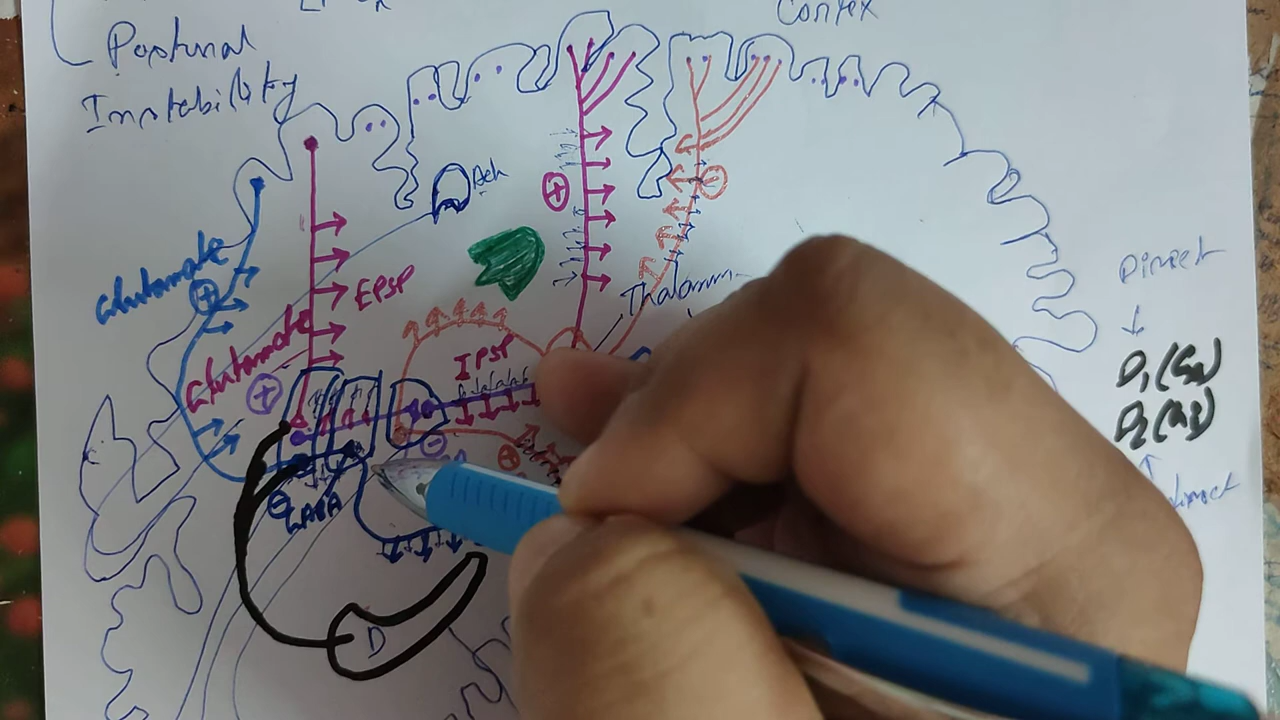 Cortex
Postural
Instability
Ach
Glutamate
+
-
EPSP
Glutamate
+
IPSP
Thalamus
Direct
D1(Gs)
D2(Gi)
-
+
GABA
D